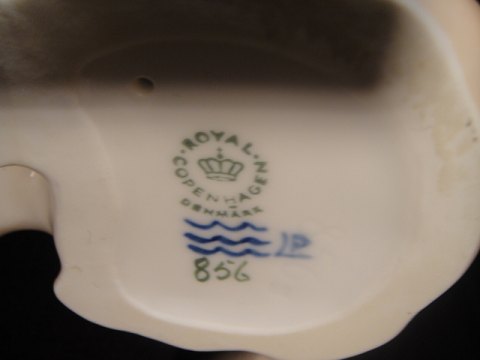 ROYAL
COPENHAGEN
DENMARK
856